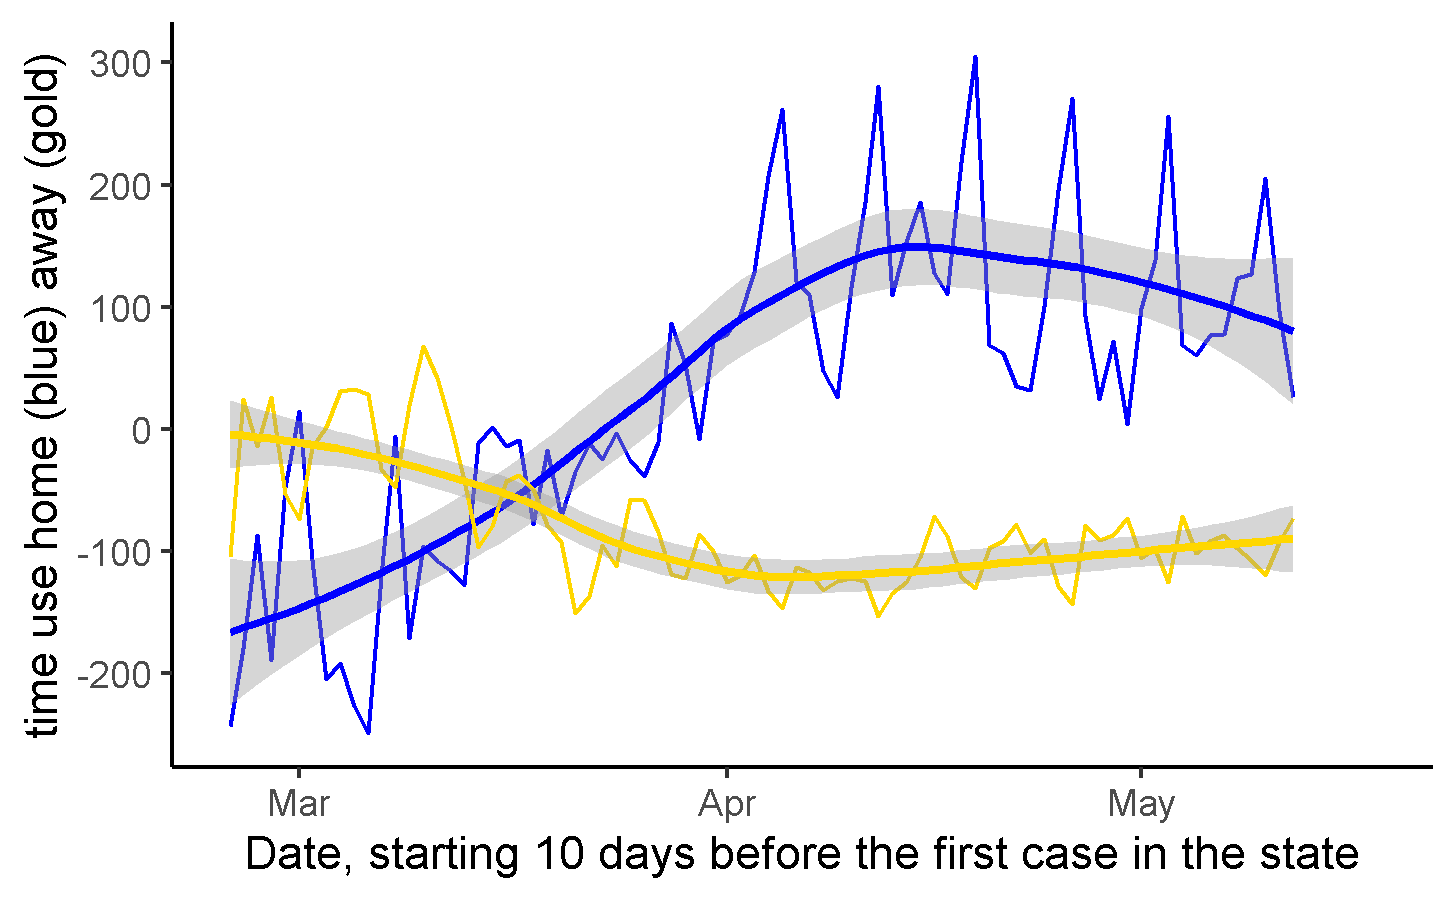 time use home (blue) away (gold)
300
200
100
0
-100
-200
Mar
Apr
May
Date, starting 10 days before the first case in the state